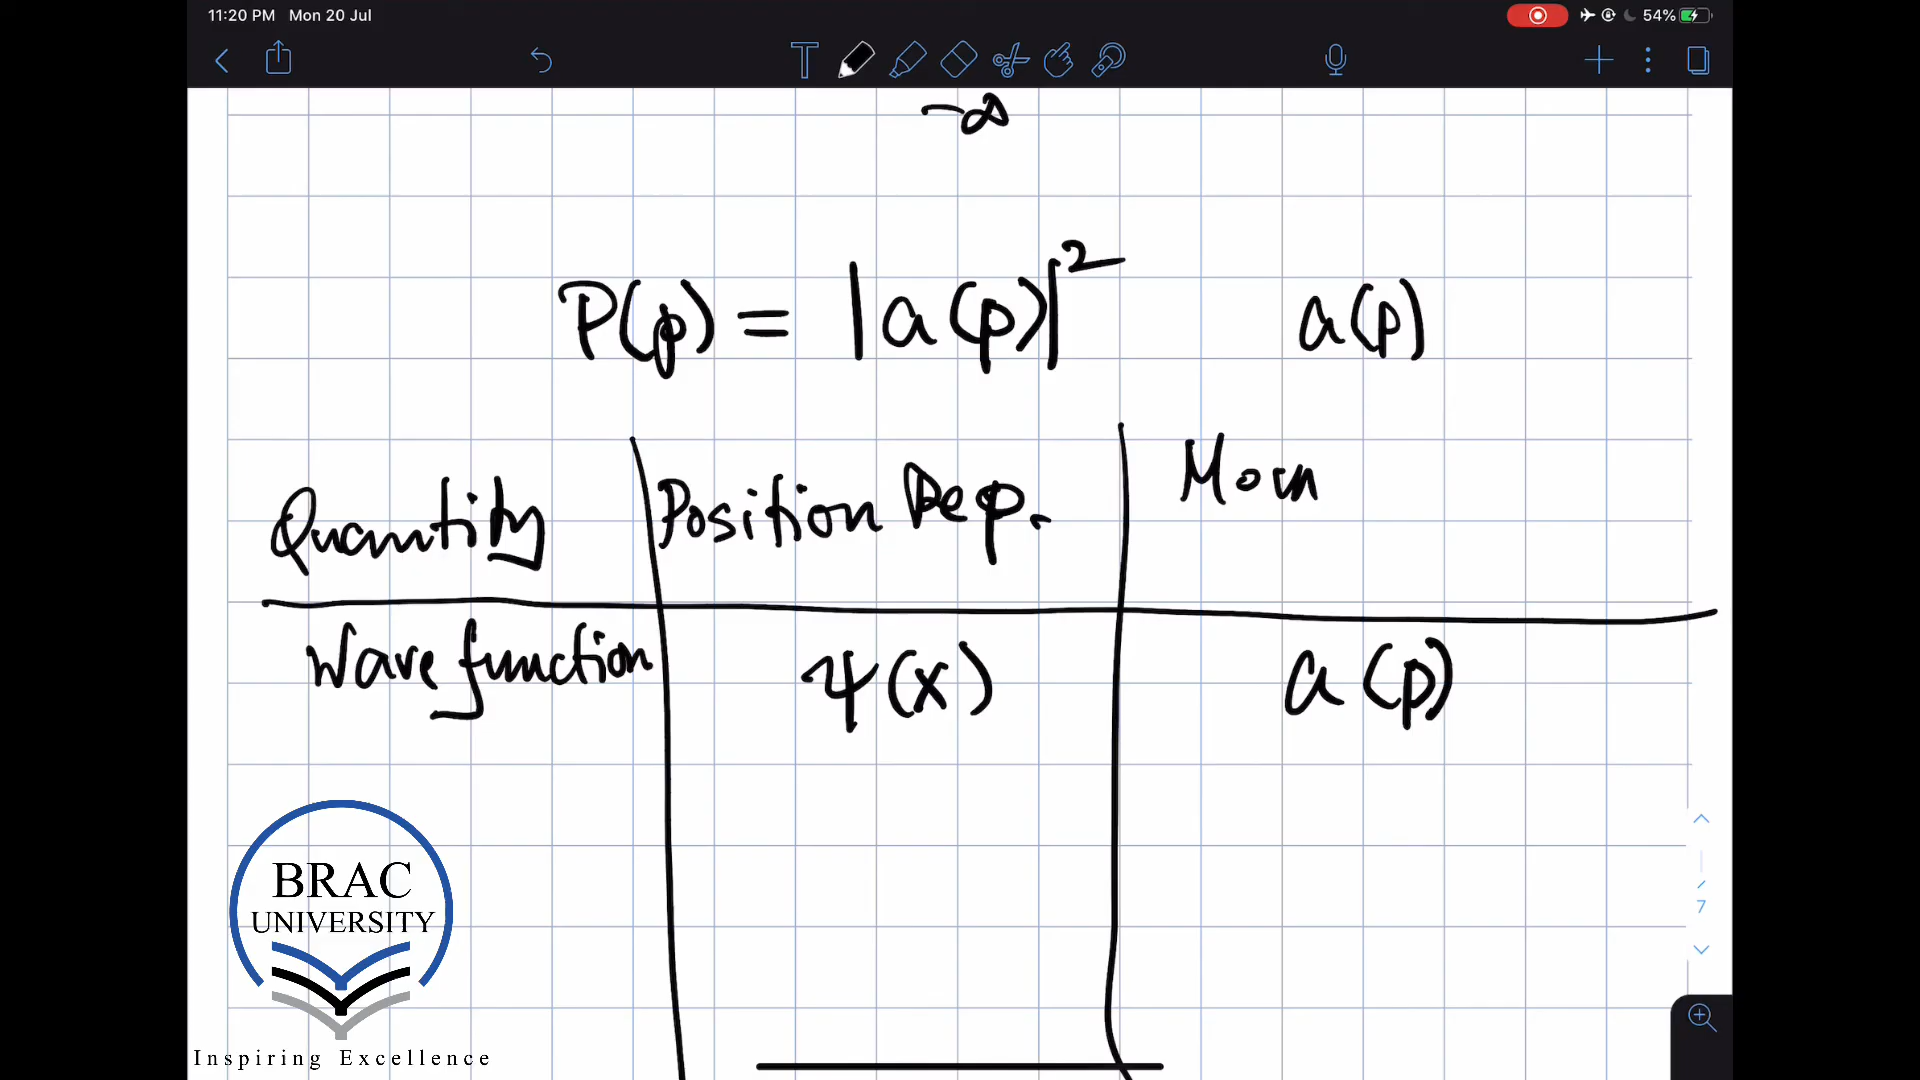 11:20 PM Mon 20 Jul 54%
-∞
P(p) = |a(p)|² a(p)
Quantity Position Rep. Mom
Wave function ψ(x) a(p)
7
BRAC
UNIVERSITY
Inspiring Excellence